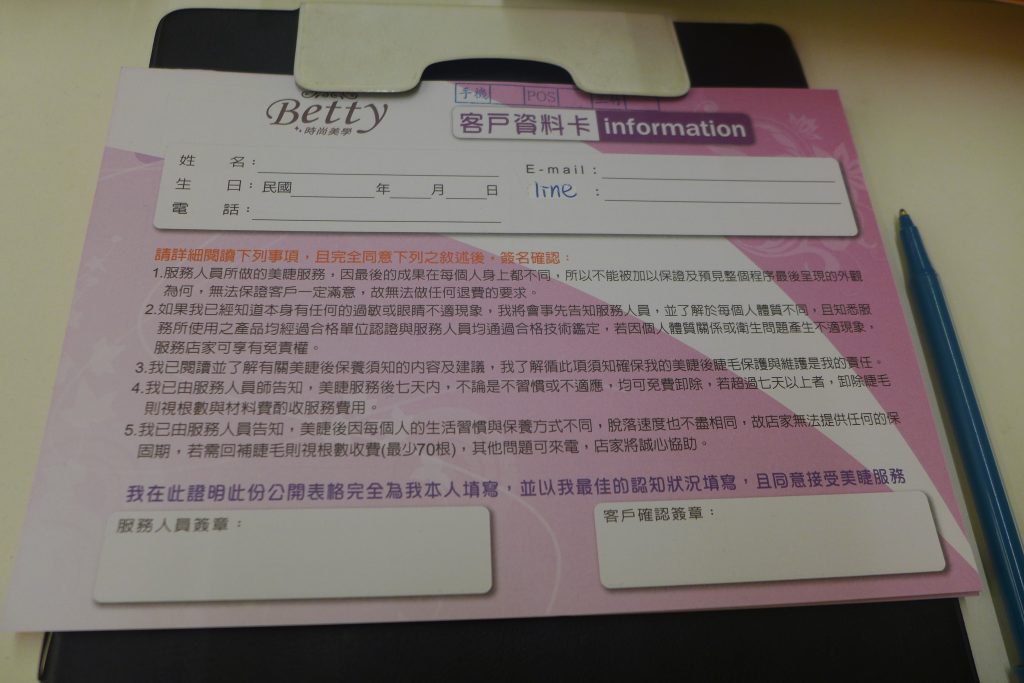 Betty
時尚美學
手機 POS
客戶資料卡 information
姓 名：
生 日：民國 年 月 日
電 話：
E-mail：
line ：
請詳細閱讀下列事項，且完全同意下列之敘述後，簽名確認：
1.服務人員所做的美睫服務，因最後的成果在每個人身上都不同，所以不能被加以保證及預見整個程序最後呈現的外觀
為何，無法保證客戶一定滿意，故無法做任何退費的要求。
2.如果我已經知道本身有任何的過敏或眼睛不適現象，我將會事先告知服務人員，並了解於每個人體質不同，且知悉服
務所使用之產品均經過合格單位認證與服務人員均通過合格技術鑑定，若因個人體質關係或衛生問題產生不適現象，
服務店家可享有免責權。
3.我已閱讀並了解有關美睫後保養須知的內容及建議，我了解循此項須知確保我的美睫後睫毛保護與維護是我的責任。
4.我已由服務人員師告知，美睫服務後七天內，不論是不習慣或不適應，均可免費卸除，若超過七天以上者，卸除睫毛
則視根數與材料費酌收服務費用。
5.我已由服務人員告知，美睫後因每個人的生活習慣與保養方式不同，脫落速度也不盡相同，故店家無法提供任何的保
固期，若需回補睫毛則視根數收費(最少70根)，其他問題可來電，店家將誠心協助。
我在此證明此份公開表格完全為我本人填寫，並以我最佳的認知狀況填寫，且同意接受美睫服務
服務人員簽章：
客戶確認簽章：